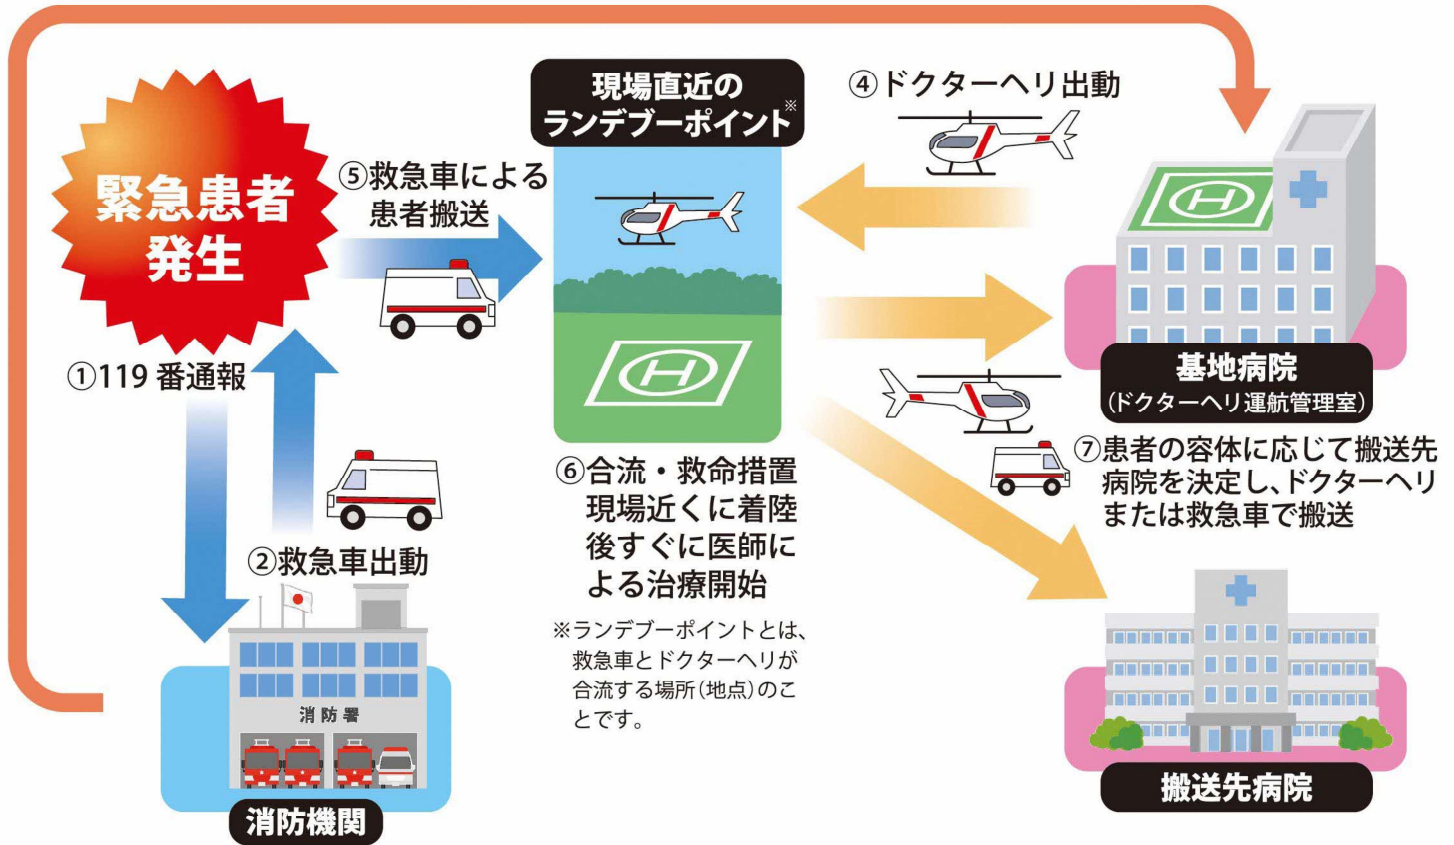 緊急患者
発生
①119番通報
②救急車出動
消防署
消防機関
⑤救急車による
患者搬送
現場直近の
ランデブーポイント※
H
H
⑥合流・救命措置
現場近くに着陸
後すぐに医師に
よる治療開始
※ランデブーポイントとは、
救急車とドクターヘリが
合流する場所(地点)のこ
とです。
④ドクターヘリ出動
H
基地病院
(ドクターヘリ運航管理室)
⑦患者の容体に応じて搬送先
病院を決定し、ドクターヘリ
または救急車で搬送
搬送先病院